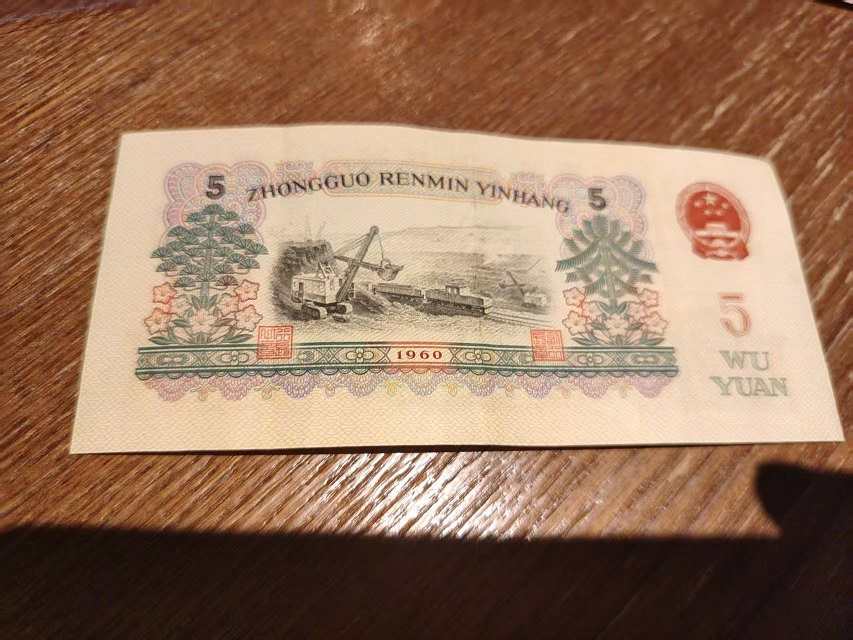 5 ZHONGGUO RENMIN YINHANG 5
1960
5
WU
YUAN